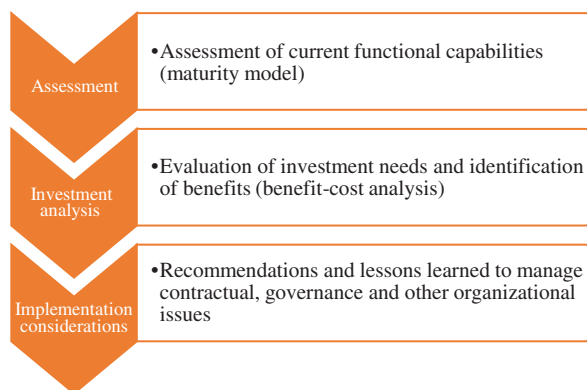 Assessment
•Assessment of current functional capabilities
(maturity model)
Investment
analysis
•Evaluation of investment needs and identification
of benefits (benefit-cost analysis)
Implementation
considerations
•Recommendations and lessons learned to manage
contractual, governance and other organizational
issues